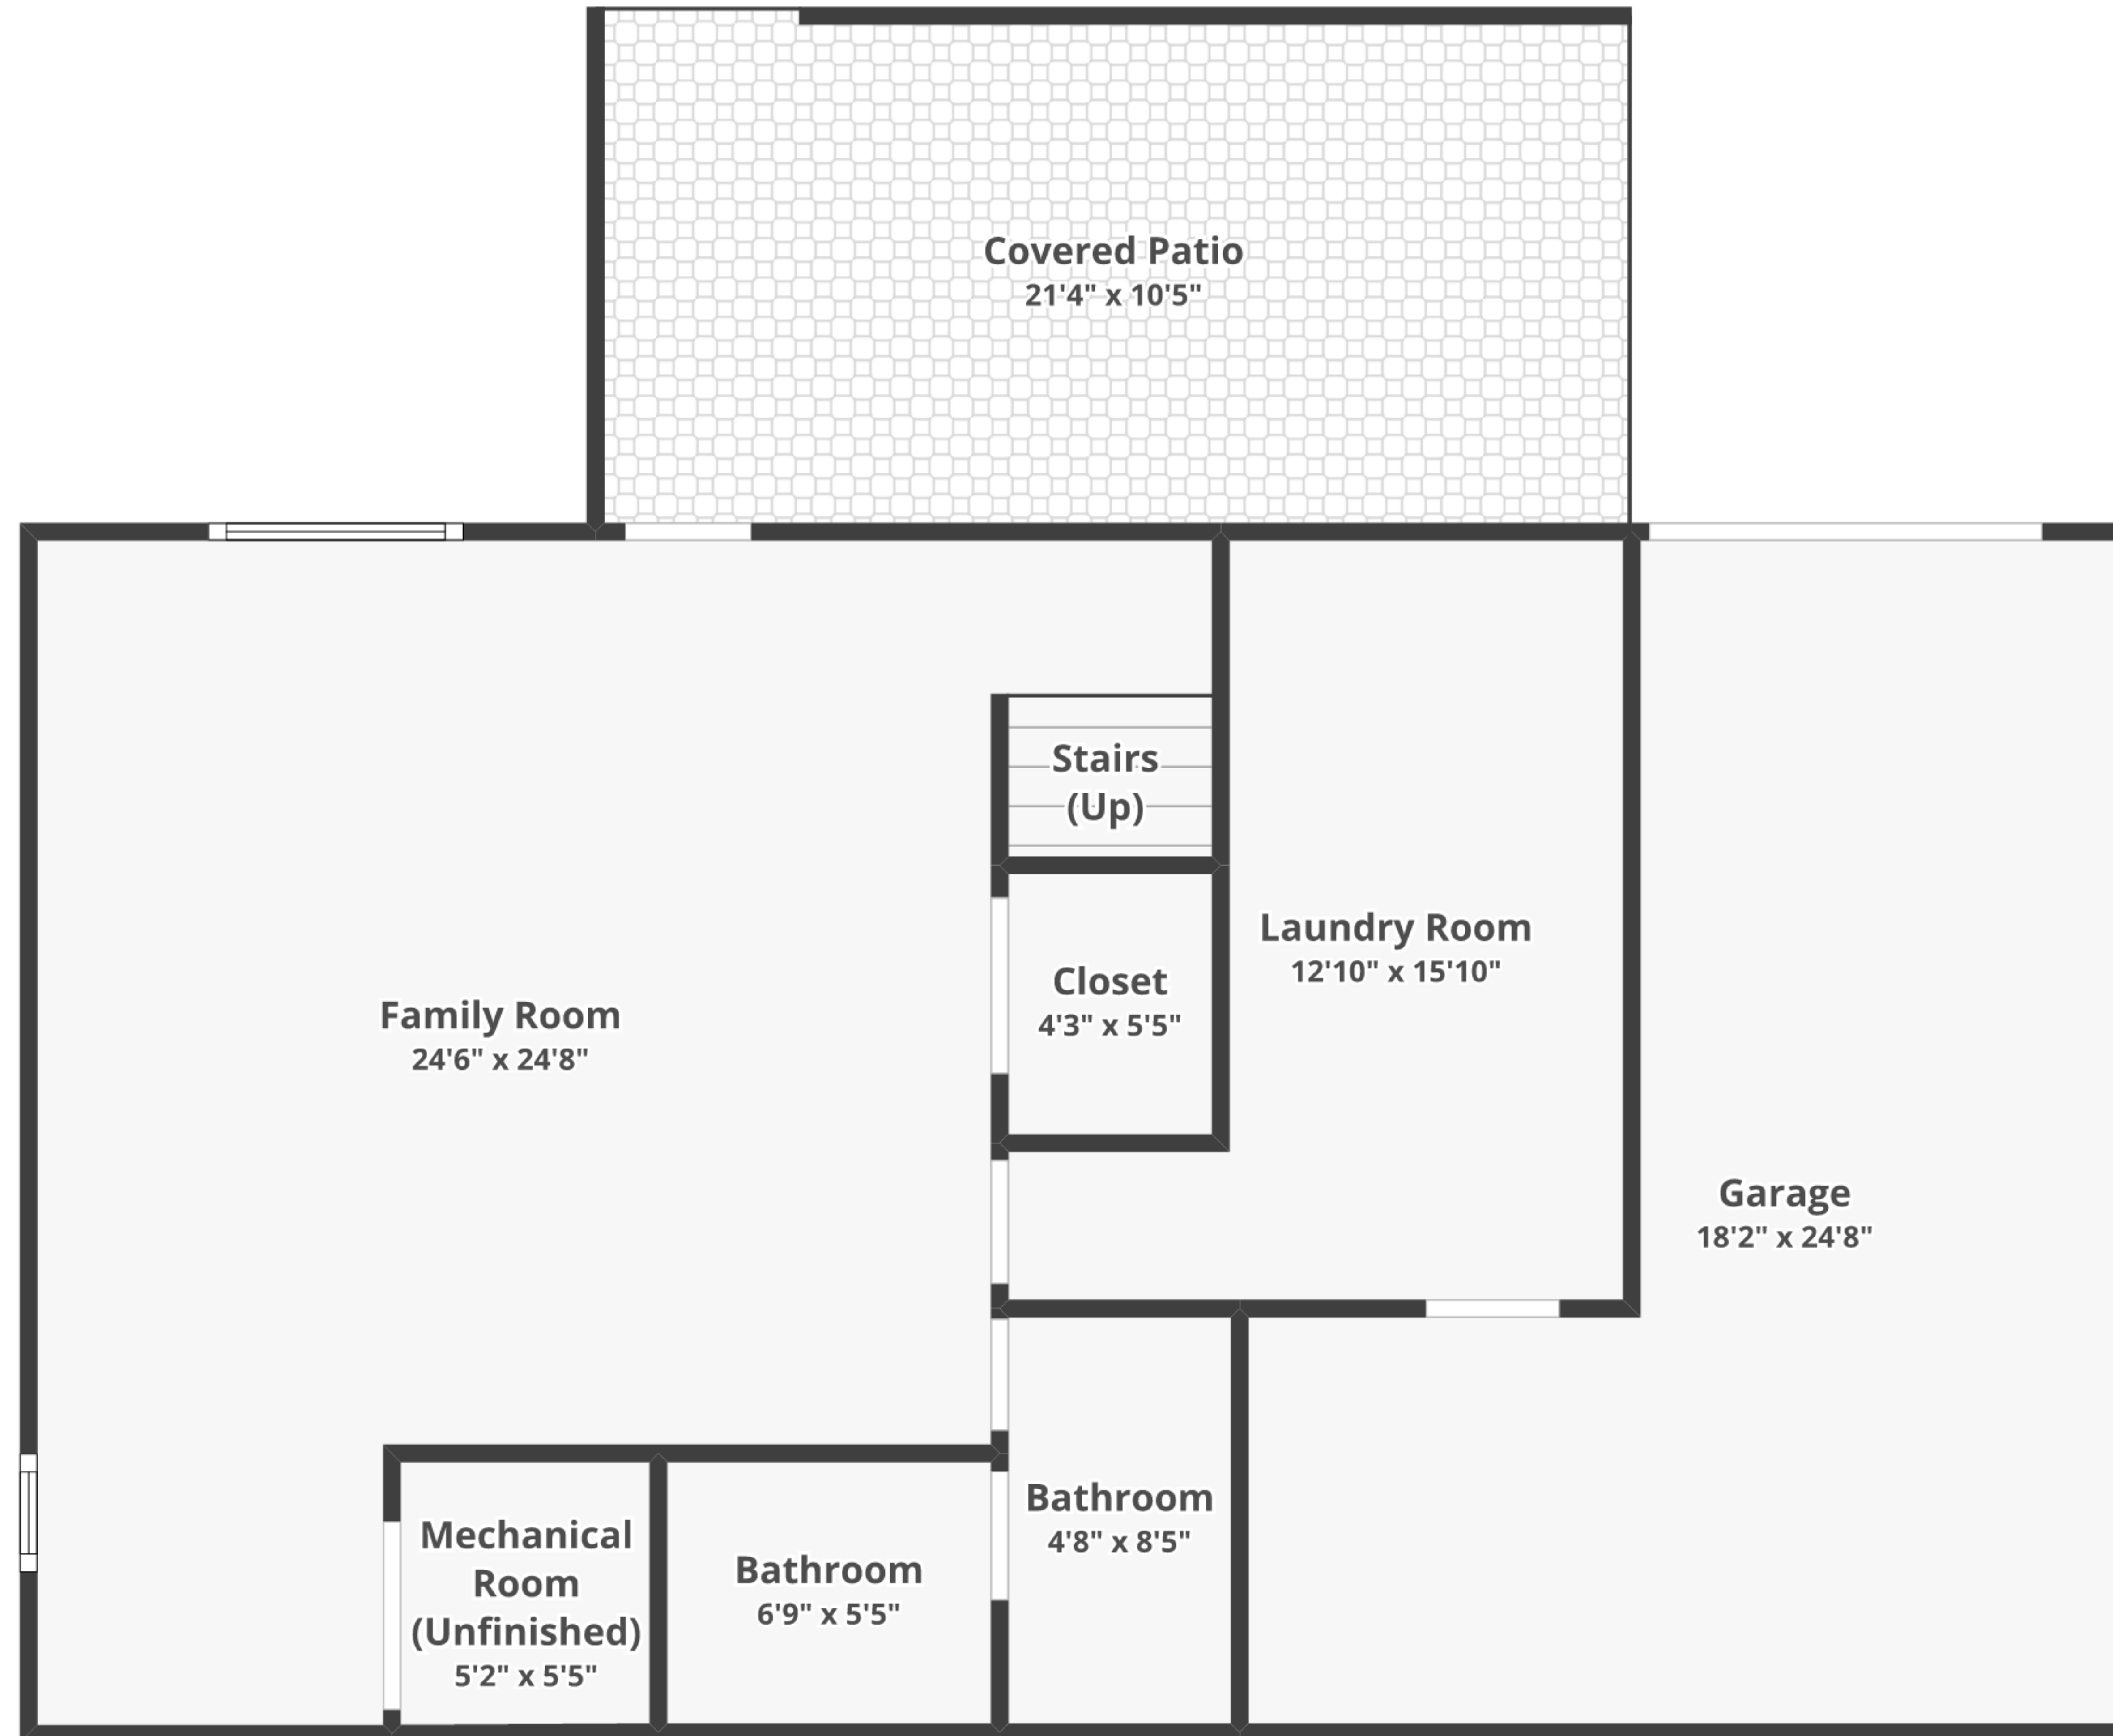 Covered Patio
21'4" x 10'5"
Stairs
(Up)
Laundry Room
12'10" x 15'10"
Closet
4'3" x 5'5"
Family Room
24'6" x 24'8"
Garage
18'2" x 24'8"
Bathroom
4'8" x 8'5"
Mechanical
Room
(Unfinished)
5'2" x 5'5"
Bathroom
6'9" x 5'5"